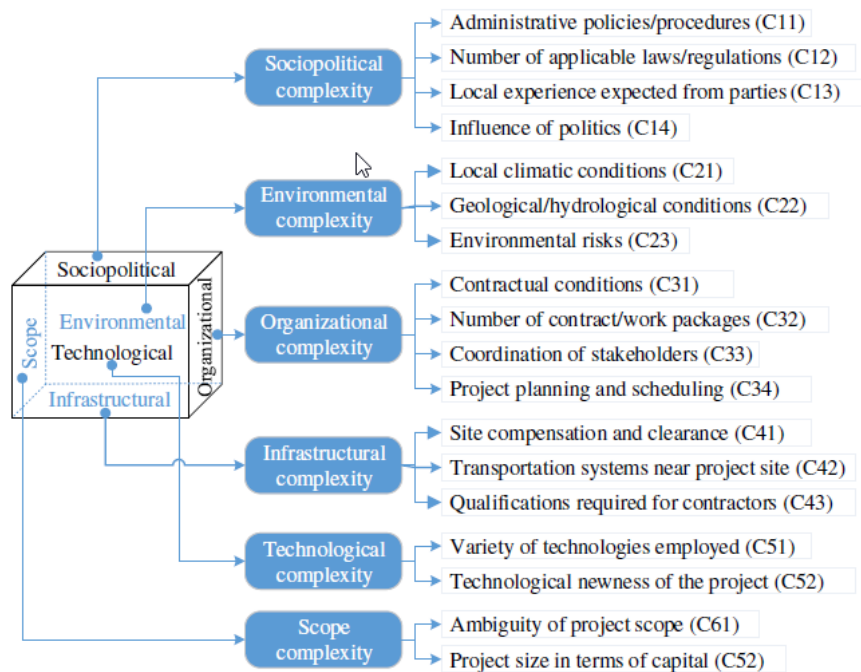 Sociopolitical
complexity
Administrative policies/procedures (C11)
Number of applicable laws/regulations (C12)
Local experience expected from parties (C13)
Influence of politics (C14)
Environmental
complexity
Local climatic conditions (C21)
Geological/hydrological conditions (C22)
Environmental risks (C23)
Sociopolitical
Environmental
Technological
Infrastructural
Scope
Organizational
Organizational
complexity
Contractual conditions (C31)
Number of contract/work packages (C32)
Coordination of stakeholders (C33)
Project planning and scheduling (C34)
Infrastructural
complexity
Site compensation and clearance (C41)
Transportation systems near project site (C42)
Qualifications required for contractors (C43)
Technological
complexity
Variety of technologies employed (C51)
Technological newness of the project (C52)
Scope
complexity
Ambiguity of project scope (C61)
Project size in terms of capital (C52)